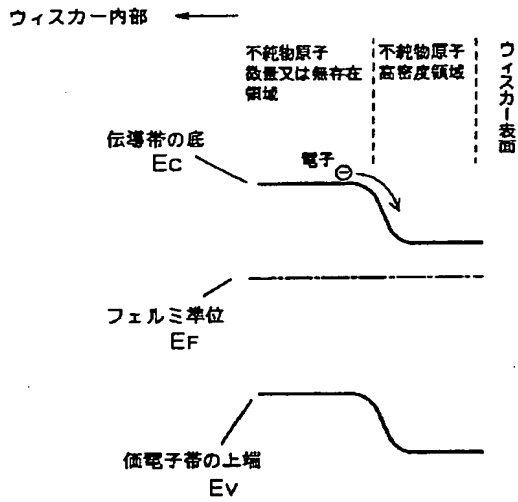 ウィスカー内部
不純物原子
微量又は無存在
領域
不純物原子
高密度領域
ウィスカー表面
伝導帯の底
EC
電子
フェルミ準位
EF
価電子帯の上端
EV